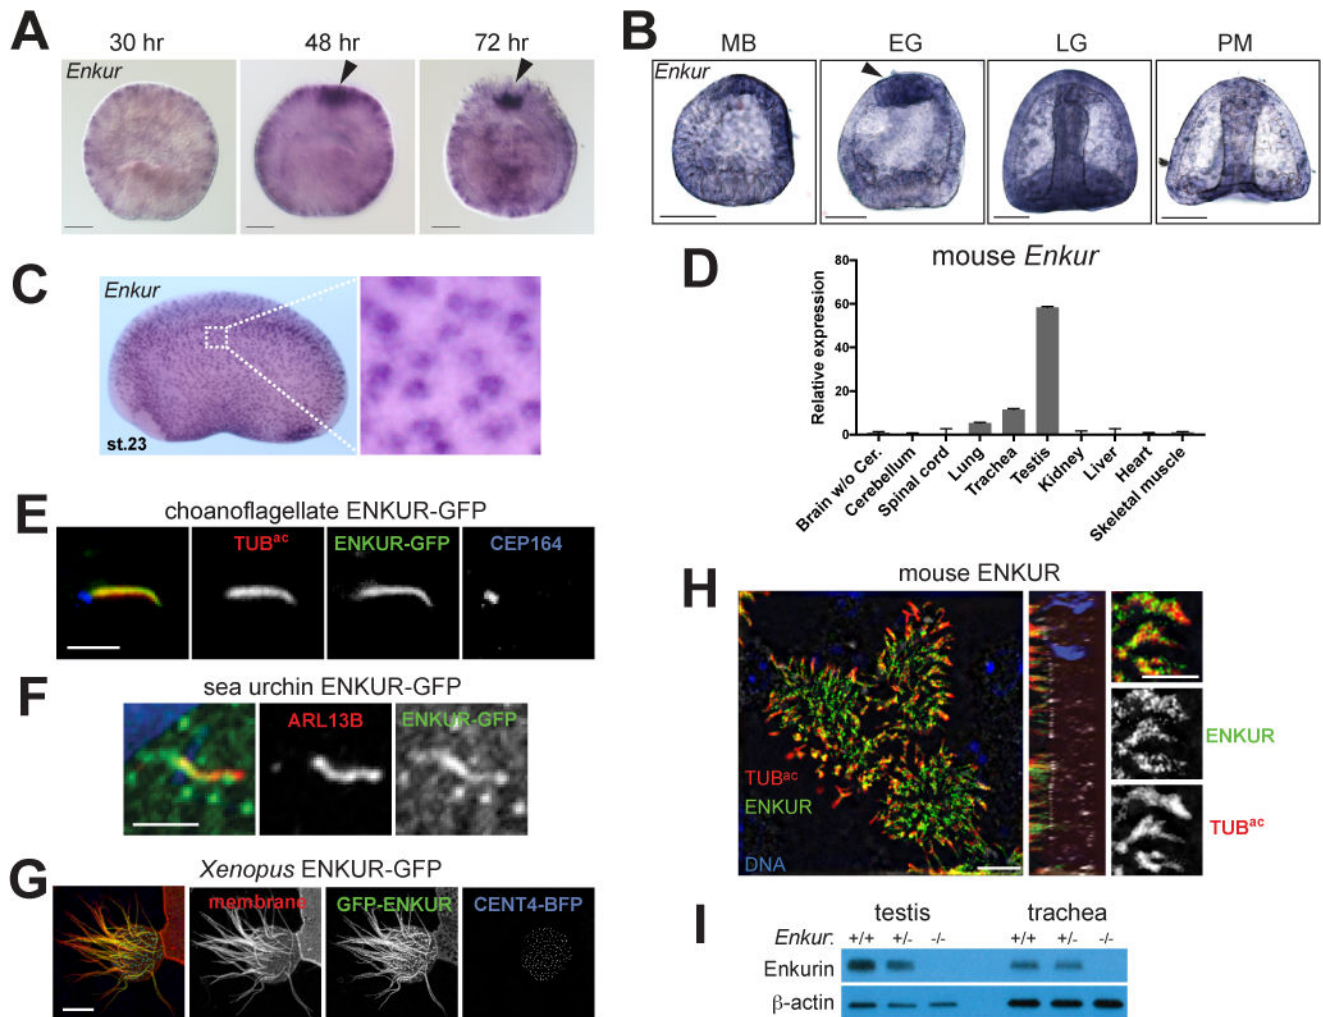 A
30 hr 48 hr 72 hr
Enkur
B
MB EG LG PM
Enkur
C
Enkur
st.23
D
mouse Enkur
Relative expression
80
60
40
20
0
Brain w/o Cer.
Cerebellum
Spinal cord
Lung
Trachea
Testis
Kidney
Liver
Heart
Skeletal muscle
E
choanoflagellate ENKUR-GFP
TUBac ENKUR-GFP CEP164
F
sea urchin ENKUR-GFP
ARL13B ENKUR-GFP
G
Xenopus ENKUR-GFP
membrane GFP-ENKUR CENT4-BFP
H
mouse ENKUR
TUBac
ENKUR
DNA
ENKUR
TUBac
I
testis trachea
Enkur: +/+ +/- -/- +/+ +/- -/-
Enkurin
β-actin